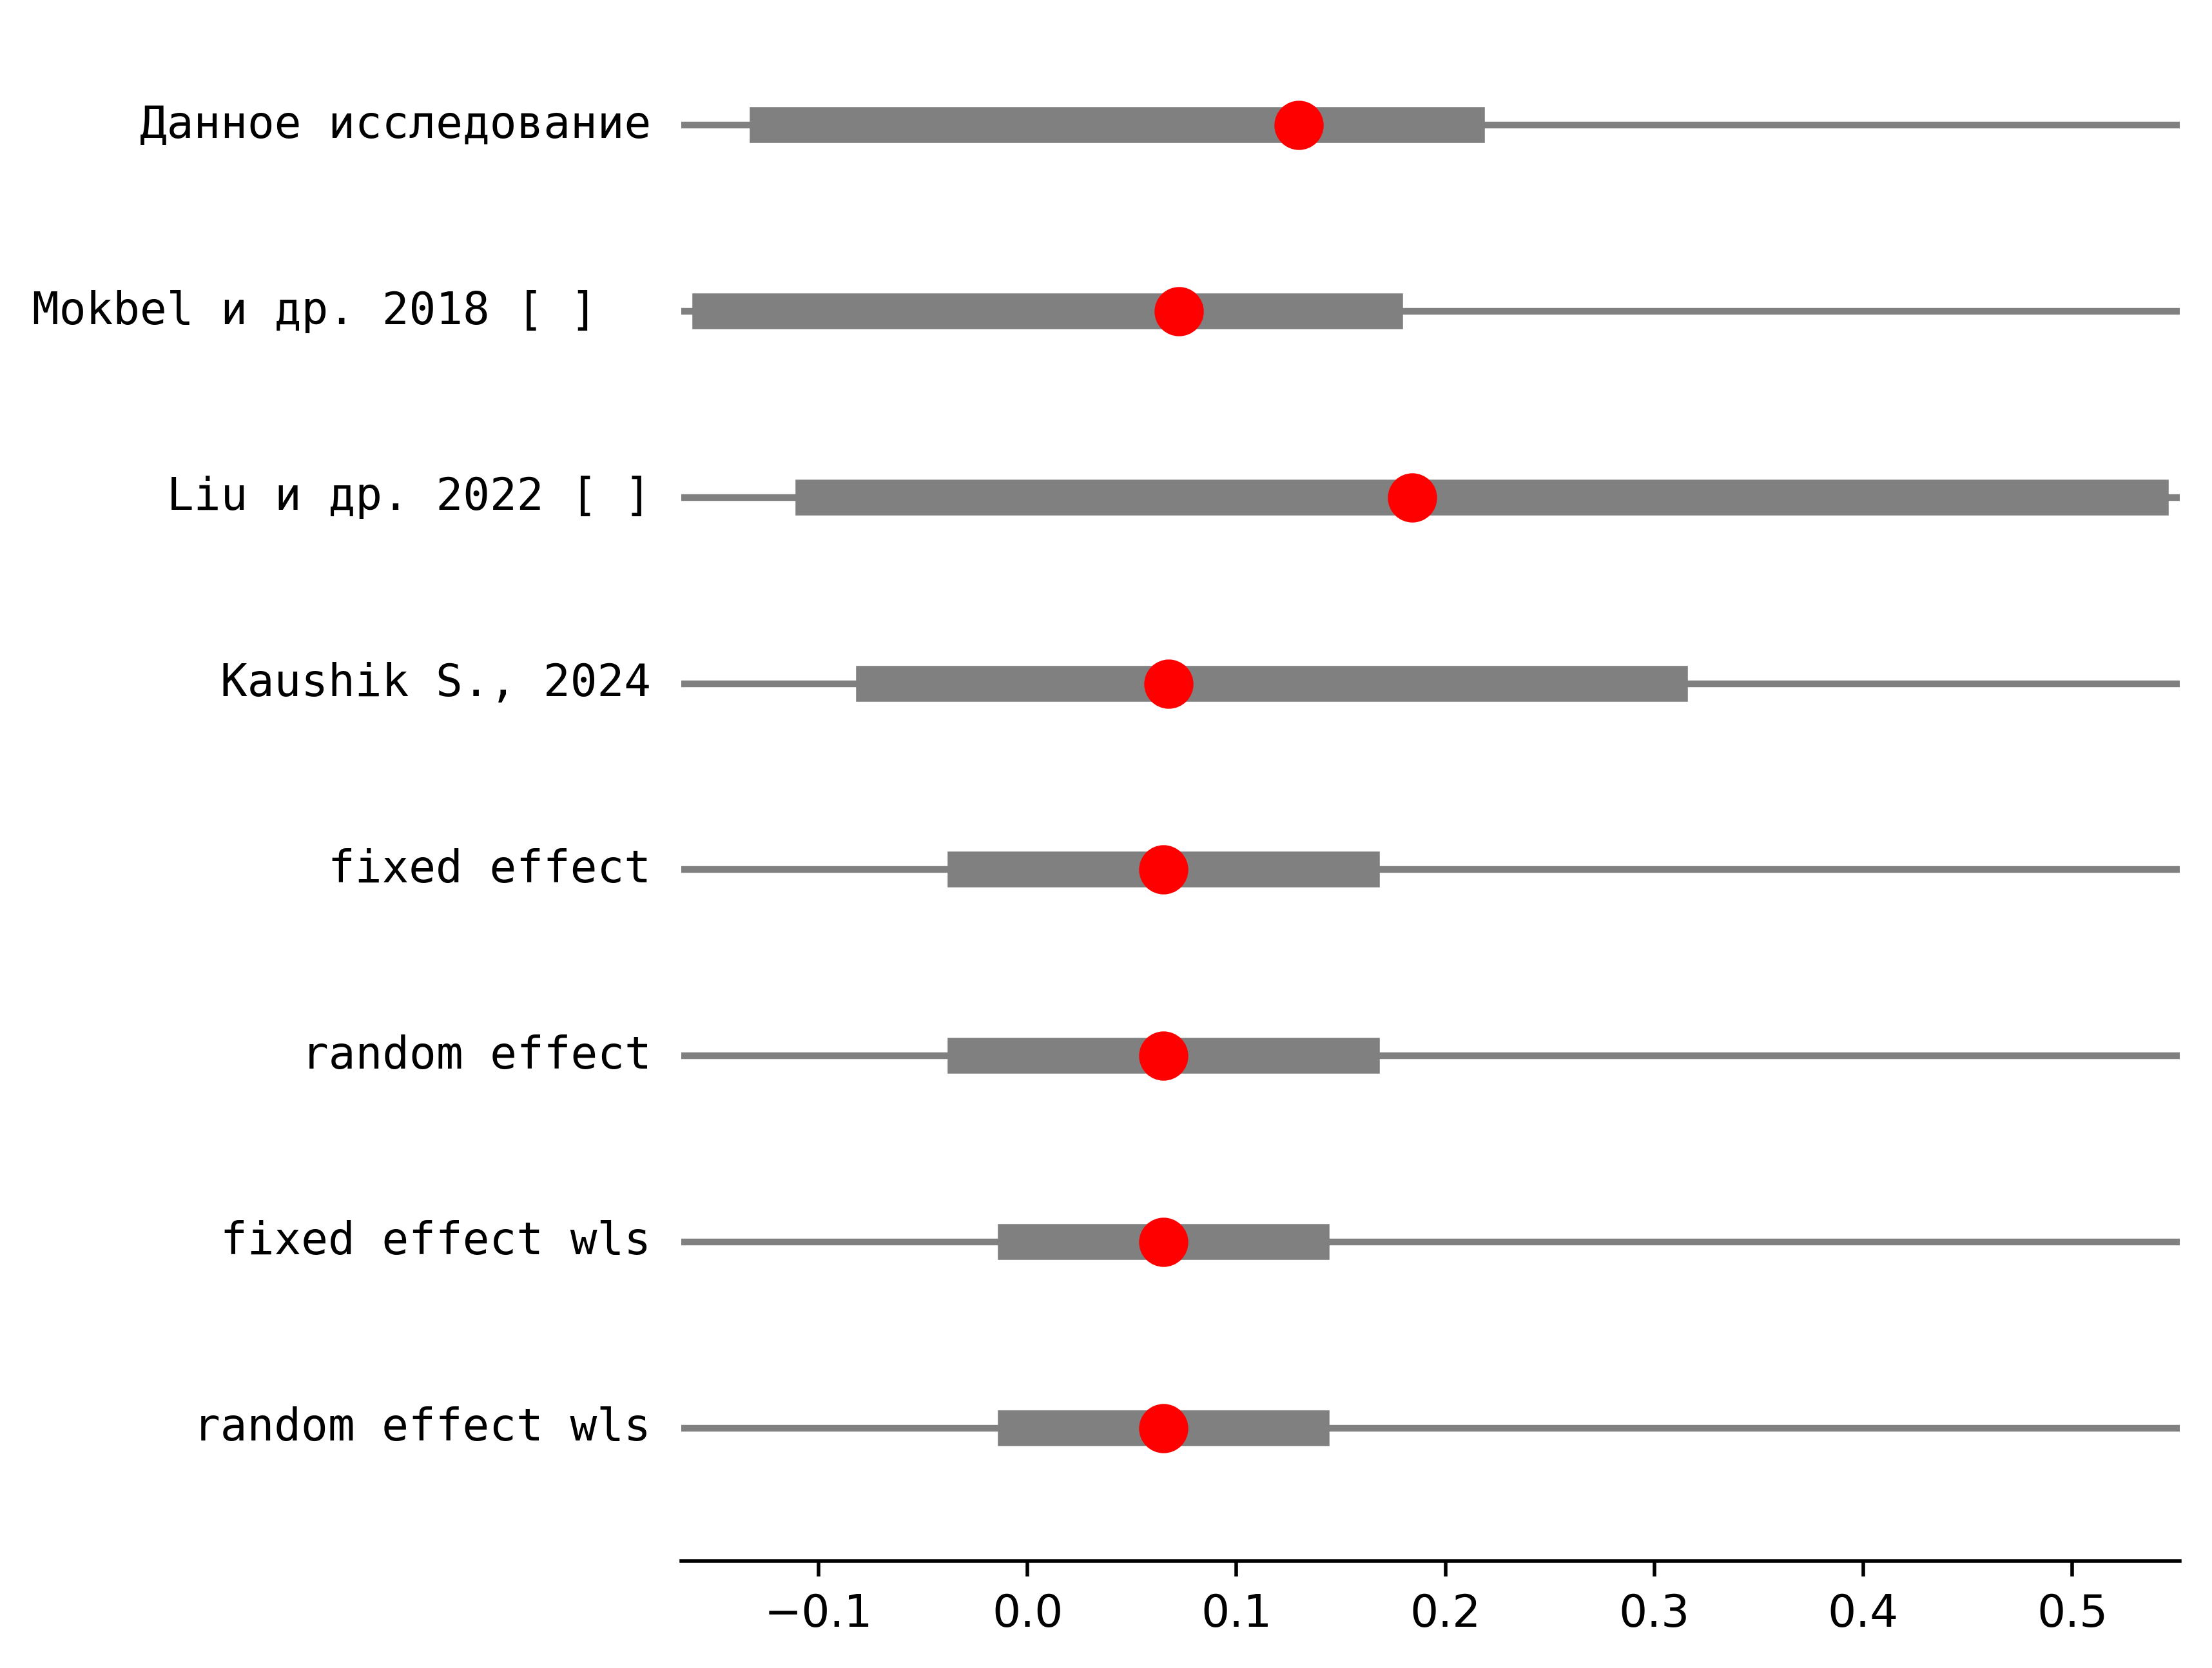 Данное исследование
Mokbel и др. 2018 [ ]
Liu и др. 2022 [ ]
Kaushik S., 2024
fixed effect
random effect
fixed effect wls
random effect wls
−0.1 0.0 0.1 0.2 0.3 0.4 0.5